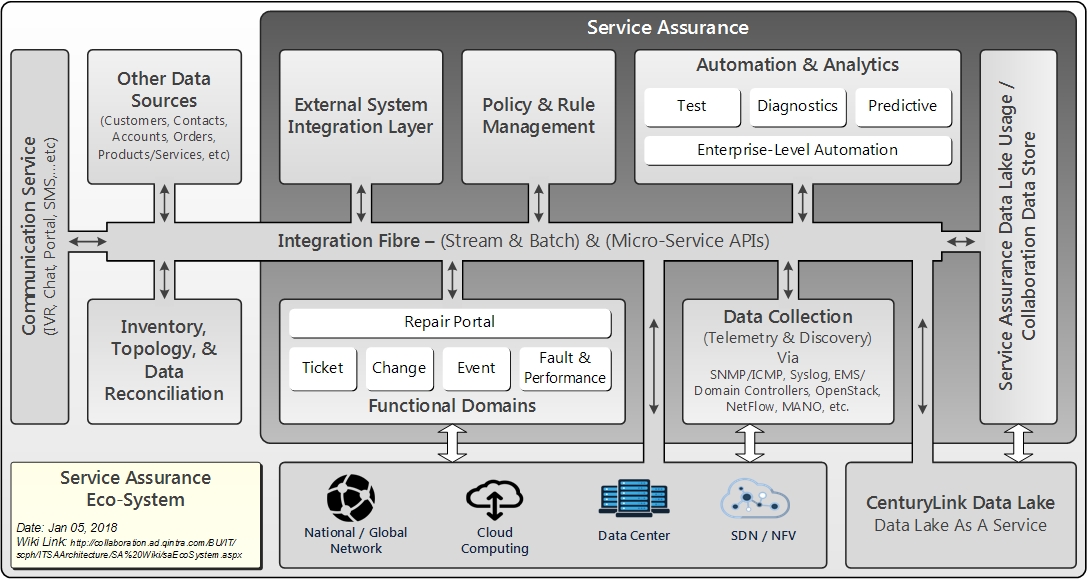 Service Assurance
Communication Service
(IVR, Chat, Portal, SMS,...etc)
Other Data
Sources
(Customers, Contacts,
Accounts, Orders,
Products/Services, etc)
External System
Integration Layer
Policy & Rule
Management
Automation & Analytics
Test
Diagnostics
Predictive
Enterprise-Level Automation
Service Assurance Data Lake Usage /
Collaboration Data Store
Integration Fibre – (Stream & Batch) & (Micro-Service APIs)
Inventory,
Topology, &
Data
Reconciliation
Repair Portal
Ticket
Change
Event
Fault &
Performance
Functional Domains
Data Collection
(Telemetry & Discovery)
Via
SNMP/ICMP, Syslog, EMS/
Domain Controllers, OpenStack,
NetFlow, MANO, etc.
Service Assurance
Eco-System
Date: Jan 05, 2018
Wiki Link: http://collaboration.ad.qintra.com/BU/IT/
scph/ITSAArchitecture/SA%20Wiki/saEcoSystem.aspx
National / Global
Network
Cloud
Computing
Data Center
SDN / NFV
CenturyLink Data Lake
Data Lake As A Service